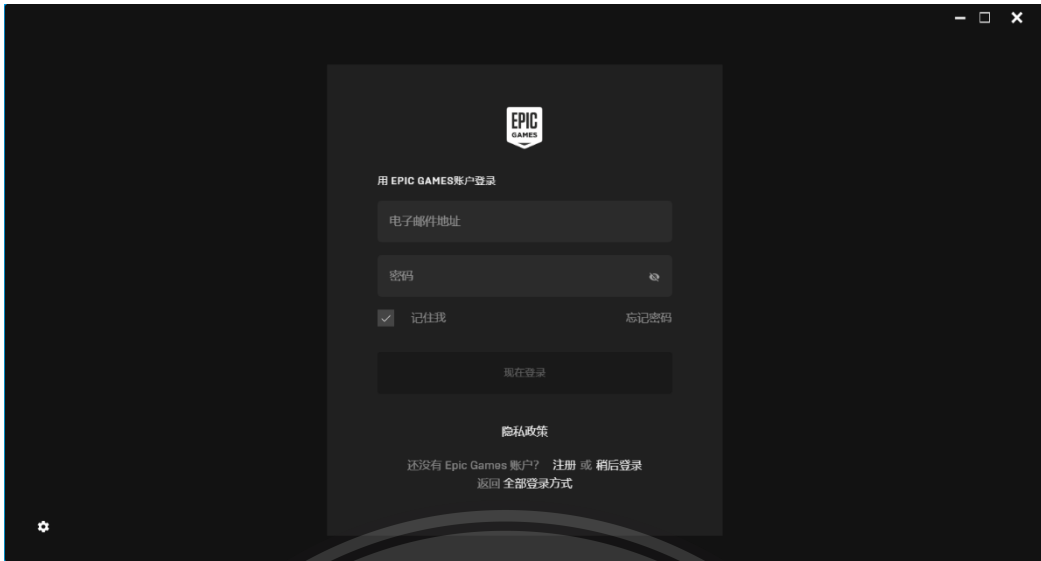 EPIC
GAMES
用 EPIC GAMES账户登录
电子邮件地址
密码
记住我 忘记密码
现在登录
隐私政策
还没有 Epic Games 账户? 注册 或 稍后登录
返回 全部登录方式